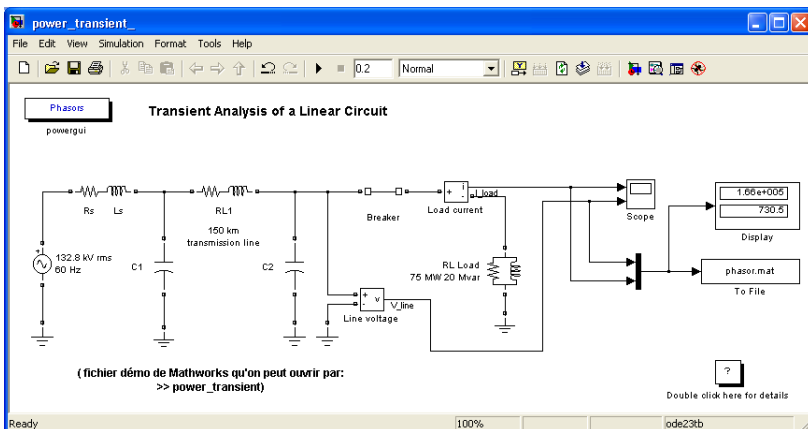 power_transient_
File Edit View Simulation Format Tools Help
0.2 Normal
Phasors
powergui
Transient Analysis of a Linear Circuit
Rs Ls
RL1
150 km
transmission line
Breaker
i
+ -
I_load
Load current
Scope
1.66e+005
730.5
Display
132.8 kV rms
60 Hz
+
C1
C2
RL Load
75 MW 20 Mvar
phasor.mat
To File
+
-
v
V_line
Line voltage
( fichier démo de Mathworks qu'on peut ouvrir par:
>> power_transient)
?
Double click here for details
Ready 100% ode23tb